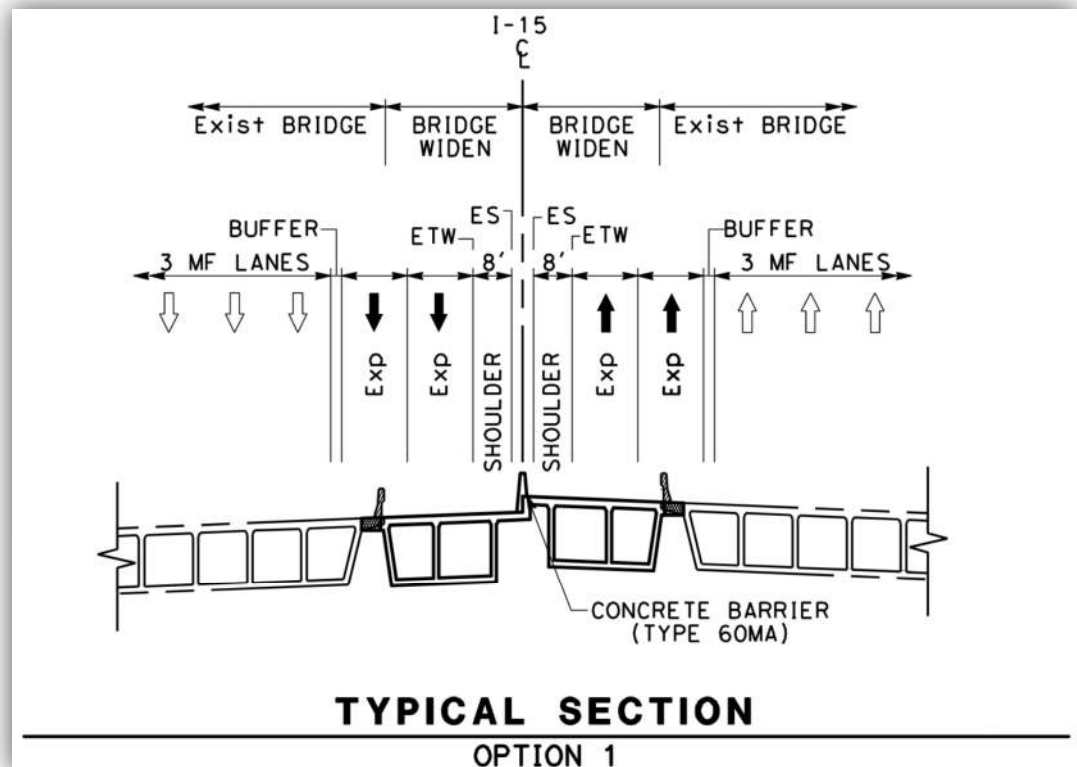 I-15
CL
Exist BRIDGE
BRIDGE
WIDEN
BRIDGE
WIDEN
Exist BRIDGE
ES
ES
BUFFER
ETW
ETW
BUFFER
3 MF LANES
8'
8'
3 MF LANES
Exp
Exp
SHOULDER
SHOULDER
Exp
Exp
CONCRETE BARRIER
(TYPE 60MA)
TYPICAL SECTION
OPTION 1